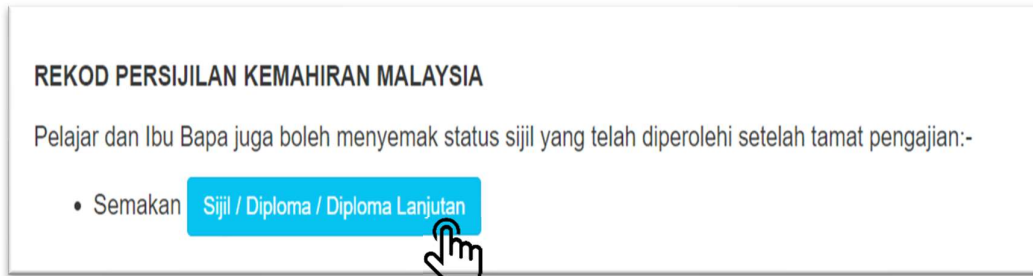 REKOD PERSIJILAN KEMAHIRAN MALAYSIA
Pelajar dan Ibu Bapa juga boleh menyemak status sijil yang telah diperolehi setelah tamat pengajian:-
• Semakan Sijil / Diploma / Diploma Lanjutan